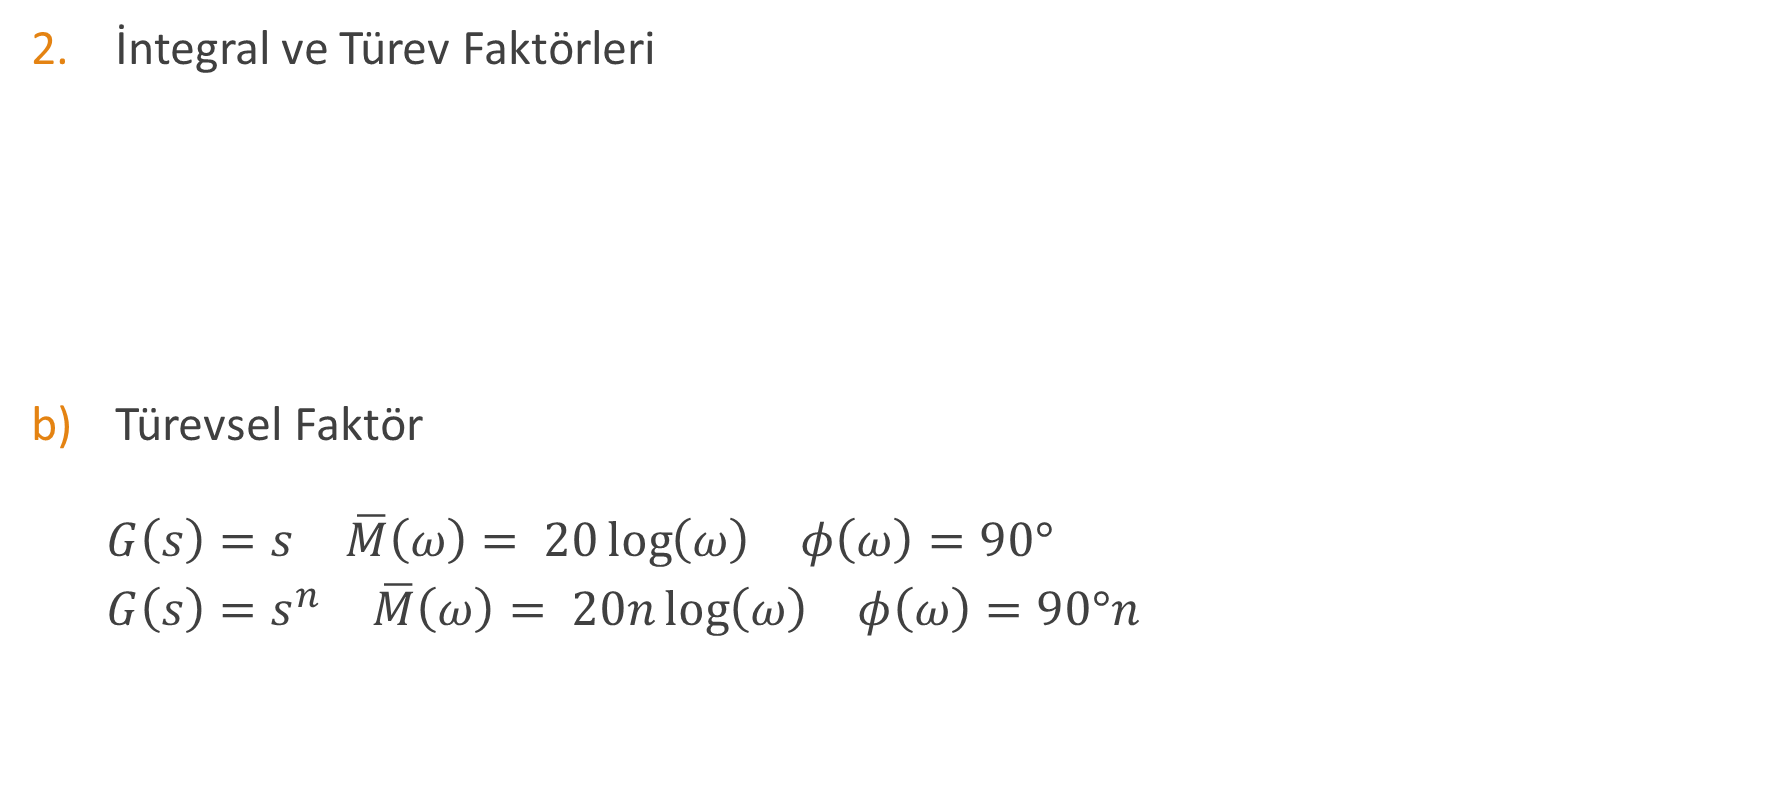 2. İntegral ve Türev Faktörleri
b) Türevsel Faktör
G(s) = s M̅(ω) = 20 log(ω) ϕ(ω) = 90°
G(s) = sⁿ M̅(ω) = 20n log(ω) ϕ(ω) = 90°n